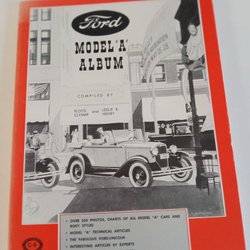 Ford
MODEL "A"
ALBUM
COMPILED BY
FLOYD
CLYMER
and
LESLIE R.
HENRY
• OVER 200 PHOTOS, CHARTS OF ALL MODEL "A" CARS AND
BODY STYLES
• MODEL "A" TECHNICAL ARTICLES
• THE FABULOUS FORD-LINCOLN
• INTERESTING ARTICLES BY EXPERTS